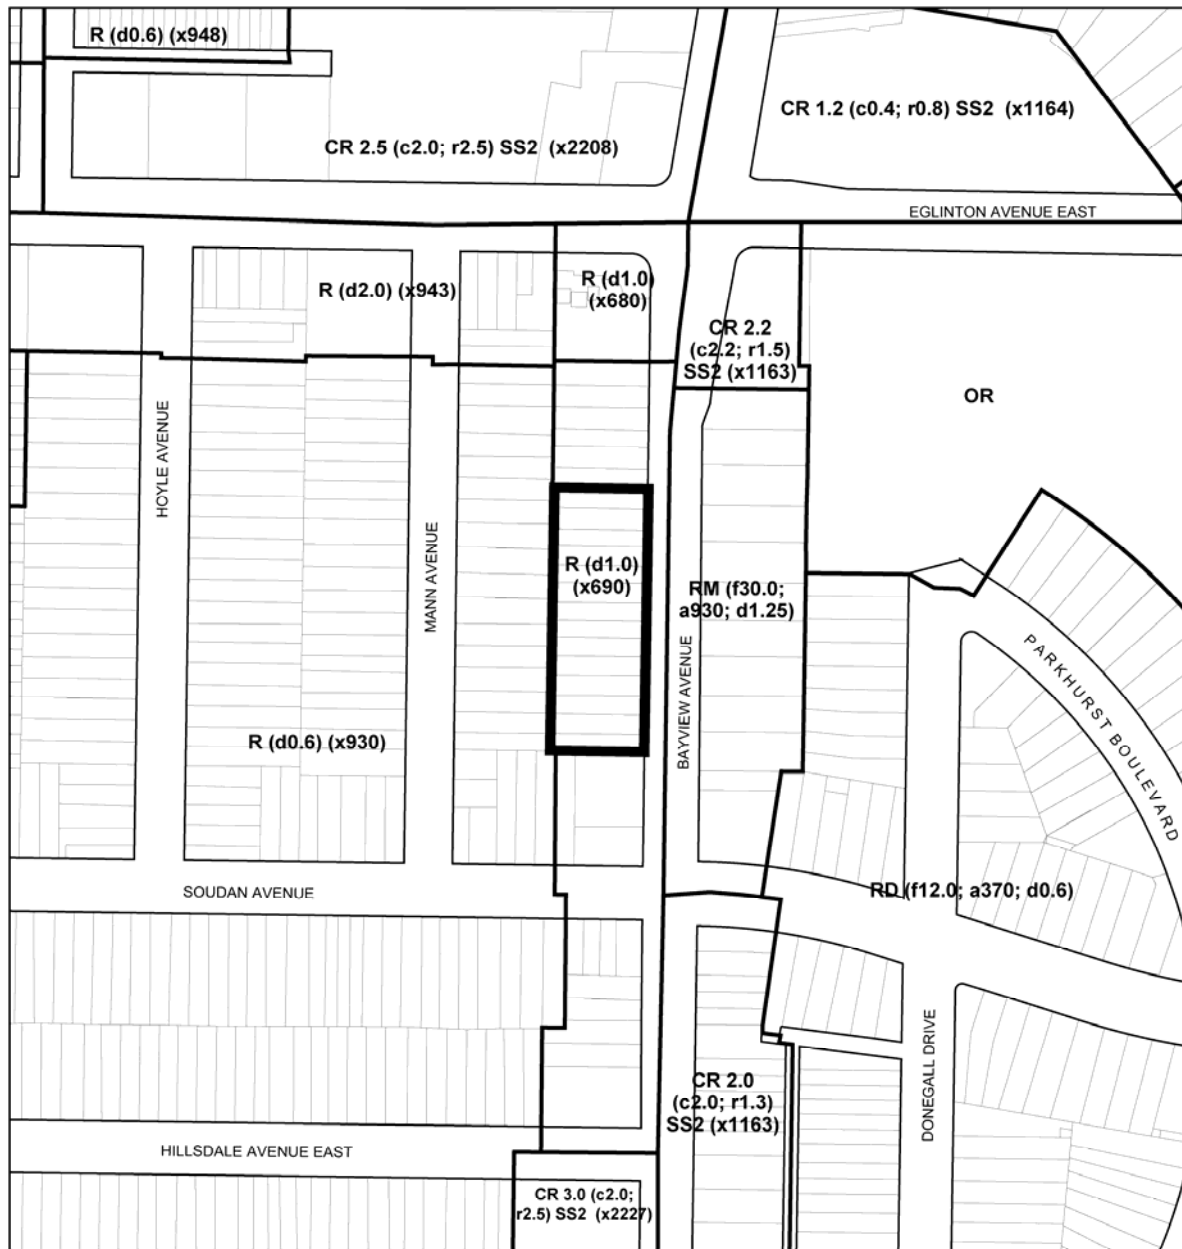 R (d0.6) (x948)
CR 1.2 (c0.4; r0.8) SS2 (x1164)
CR 2.5 (c2.0; r2.5) SS2 (x2208)
EGLINTON AVENUE EAST
R (d2.0) (x943)
R (d1.0)
(x680)
CR 2.2
(c2.2; r1.5)
SS2 (x1163)
OR
HOYLE AVENUE
MANN AVENUE
R (d1.0)
(x690)
RM (f30.0;
a930; d1.25)
BAYVIEW AVENUE
PARKHURST BOULEVARD
R (d0.6) (x930)
SOUDAN AVENUE
RD (f12.0; a370; d0.6)
DONEGALL DRIVE
CR 2.0
(c2.0; r1.3)
SS2 (x1163)
HILLSDALE AVENUE EAST
CR 3.0 (c2.0;
r2.5) SS2 (x2227)